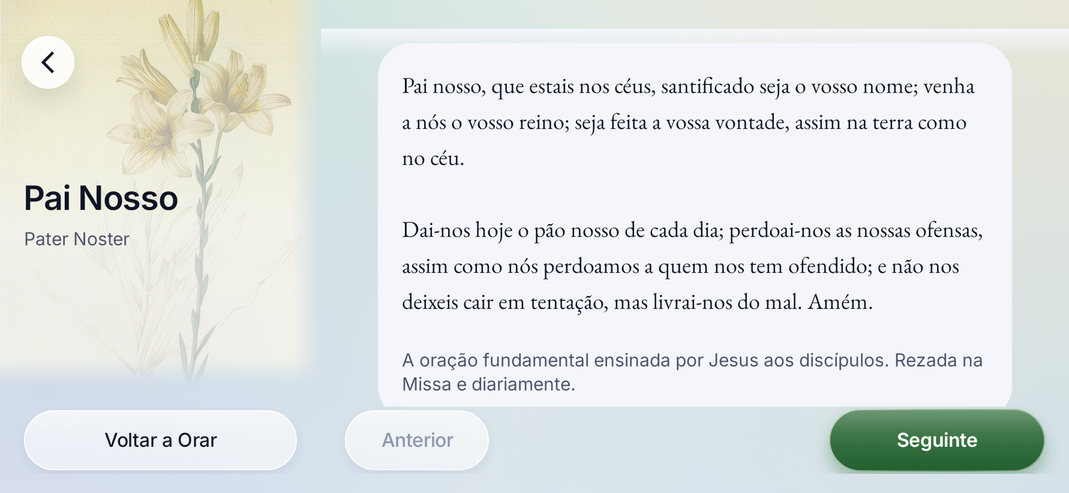 Pai Nosso
Pater Noster
Pai nosso, que estais nos céus, santificado seja o vosso nome; venha
a nós o vosso reino; seja feita a vossa vontade, assim na terra como
no céu.
Dai-nos hoje o pão nosso de cada dia; perdoai-nos as nossas ofensas,
assim como nós perdoamos a quem nos tem ofendido; e não nos
deixeis cair em tentação, mas livrai-nos do mal. Amém.
A oração fundamental ensinada por Jesus aos discípulos. Rezada na
Missa e diariamente.
Voltar a Orar
Anterior
Seguinte